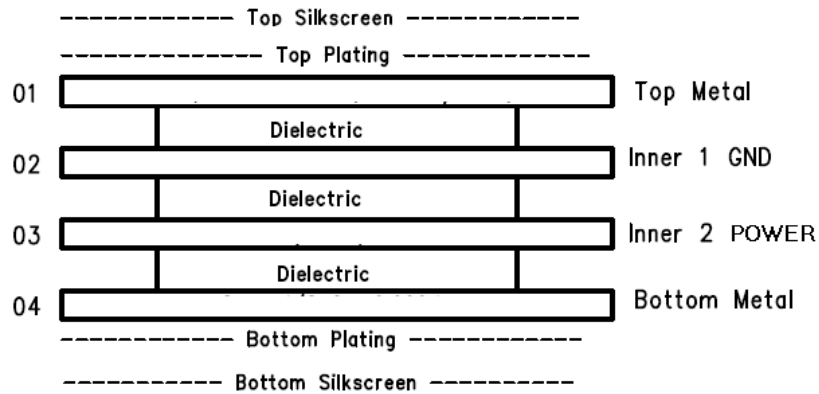 Top Silkscreen
Top Plating
01 Top Metal
Dielectric
02 Inner 1 GND
Dielectric
03 Inner 2 POWER
Dielectric
04 Bottom Metal
Bottom Plating
Bottom Silkscreen